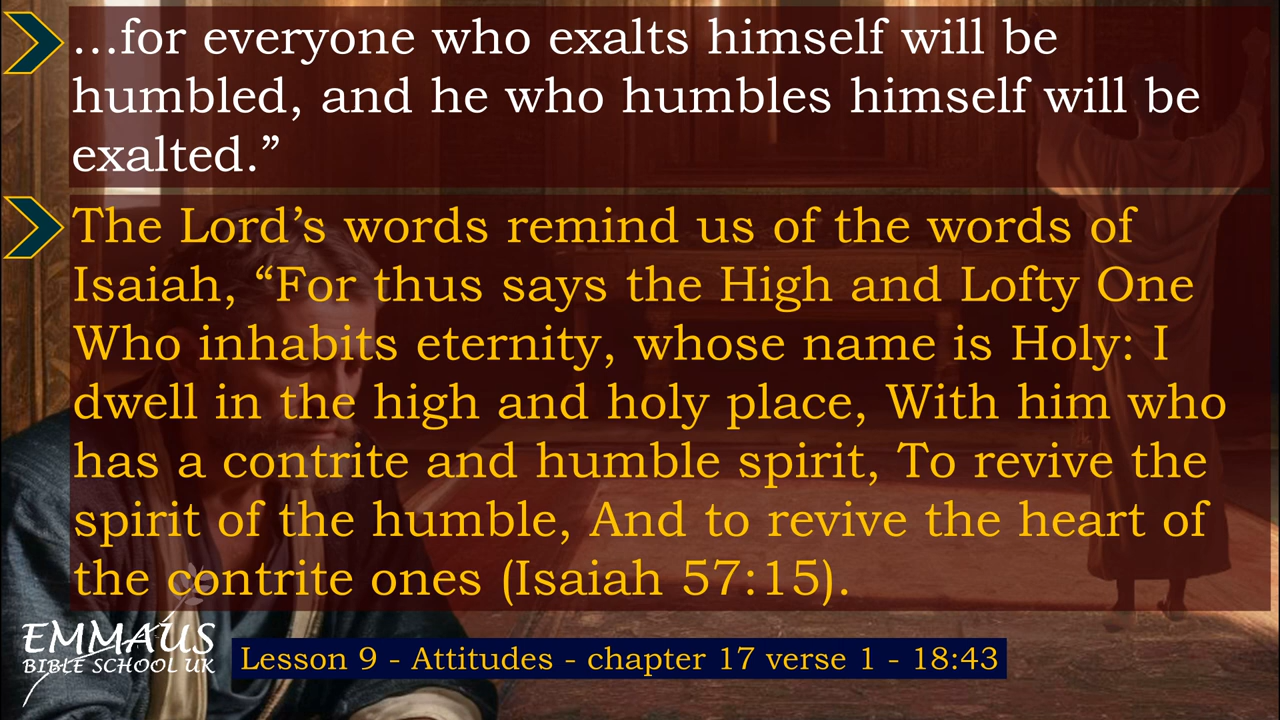 …for everyone who exalts himself will be
humbled, and he who humbles himself will be
exalted.”
The Lord’s words remind us of the words of
Isaiah, “For thus says the High and Lofty One
Who inhabits eternity, whose name is Holy: I
dwell in the high and holy place, With him who
has a contrite and humble spirit, To revive the
spirit of the humble, And to revive the heart of
the contrite ones (Isaiah 57:15).
EMMAUS
BIBLE SCHOOL UK
Lesson 9 - Attitudes - chapter 17 verse 1 - 18:43